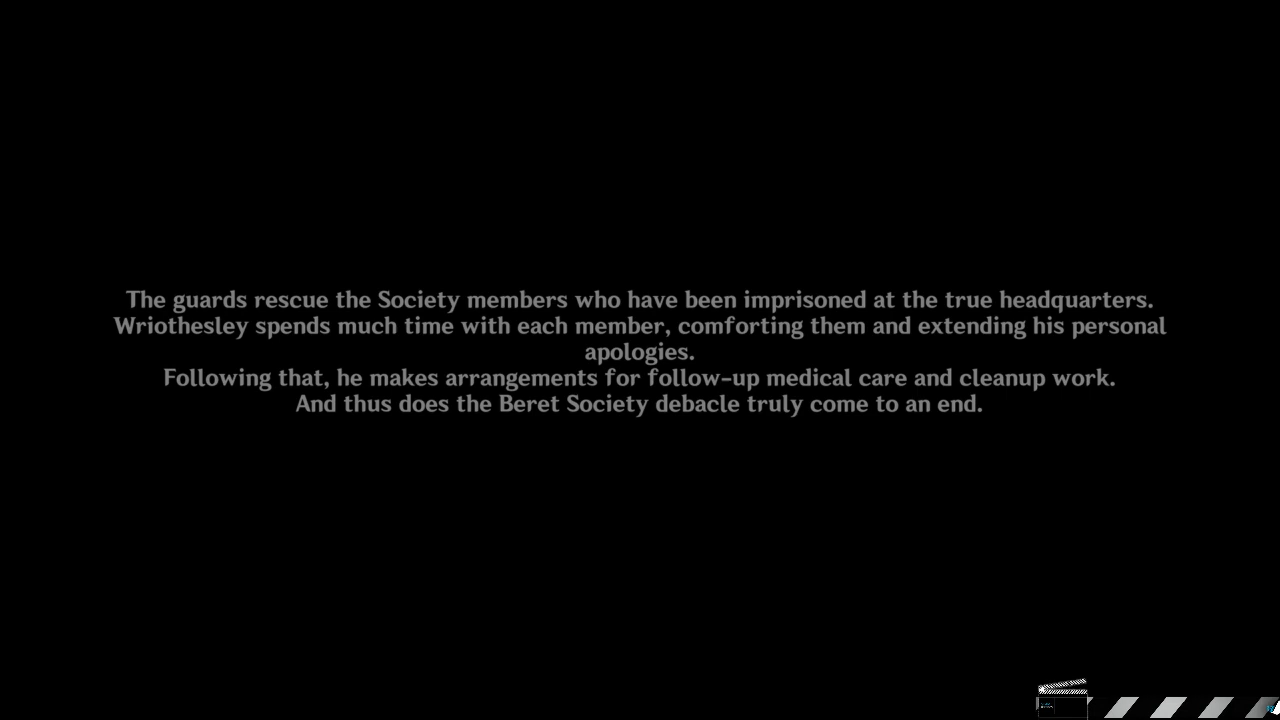 The guards rescue the Society members who have been imprisoned at the true headquarters.
Wriothesley spends much time with each member, comforting them and extending his personal
apologies.
Following that, he makes arrangements for follow-up medical care and cleanup work.
And thus does the Beret Society debacle truly come to an end.